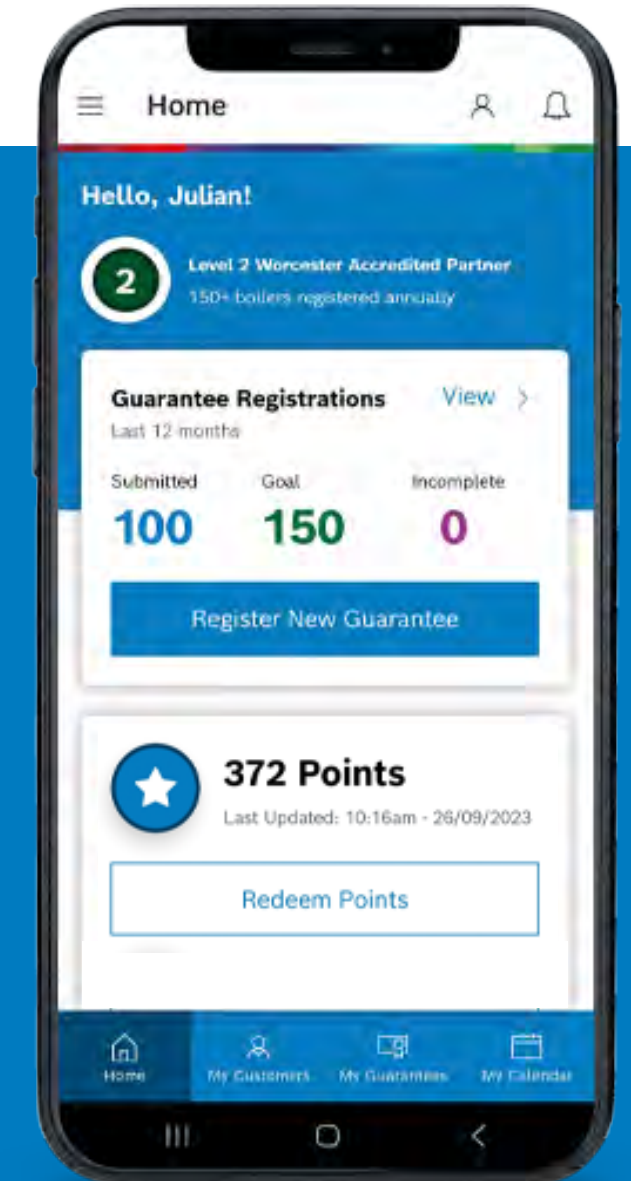 Home
Hello, Julian!
2
Level 2 Worcester Accredited Partner
150+ boilers registered annually
Guarantee Registrations
View >
Last 12 months
Submitted
Goal
Incomplete
100
150
0
Register New Guarantee
372 Points
Last Updated: 10:16am - 26/09/2023
Redeem Points
Home
My Customers
My Guarantees
My Calendar